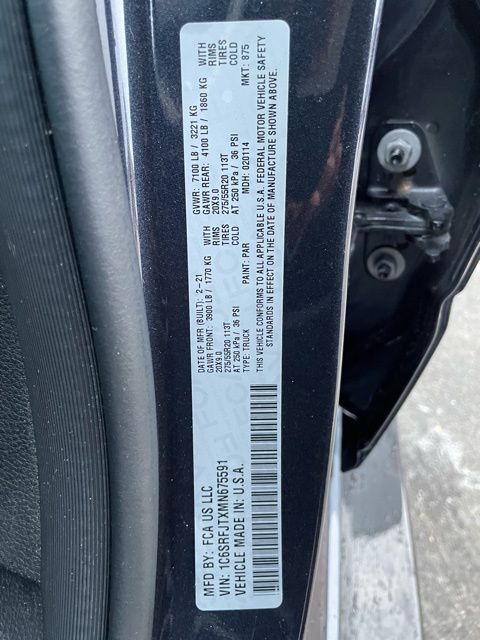 MFD BY: FCA US LLC
DATE OF MFR (BUILT): 2-21
GVWR: 7100 LB / 3221 KG
GAWR FRONT: 3900 LB / 1770 KG WITH
GAWR REAR: 4100 LB / 1860 KG WITH
20X9.0 RIMS
20X9.0 RIMS
275/55R20 113T TIRES
275/55R20 113T TIRES
AT 250 kPa / 36 PSI COLD
AT 250 kPa / 36 PSI COLD
VIN: 1C6SRFJTXMN675591
TYPE: TRUCK
PAINT: PAR
MDH: 020114
MKT: 875
VEHICLE MADE IN U.S.A.
THIS VEHICLE CONFORMS TO ALL APPLICABLE U.S.A. FEDERAL MOTOR VEHICLE SAFETY
STANDARDS IN EFFECT ON THE DATE OF MANUFACTURE SHOWN ABOVE.